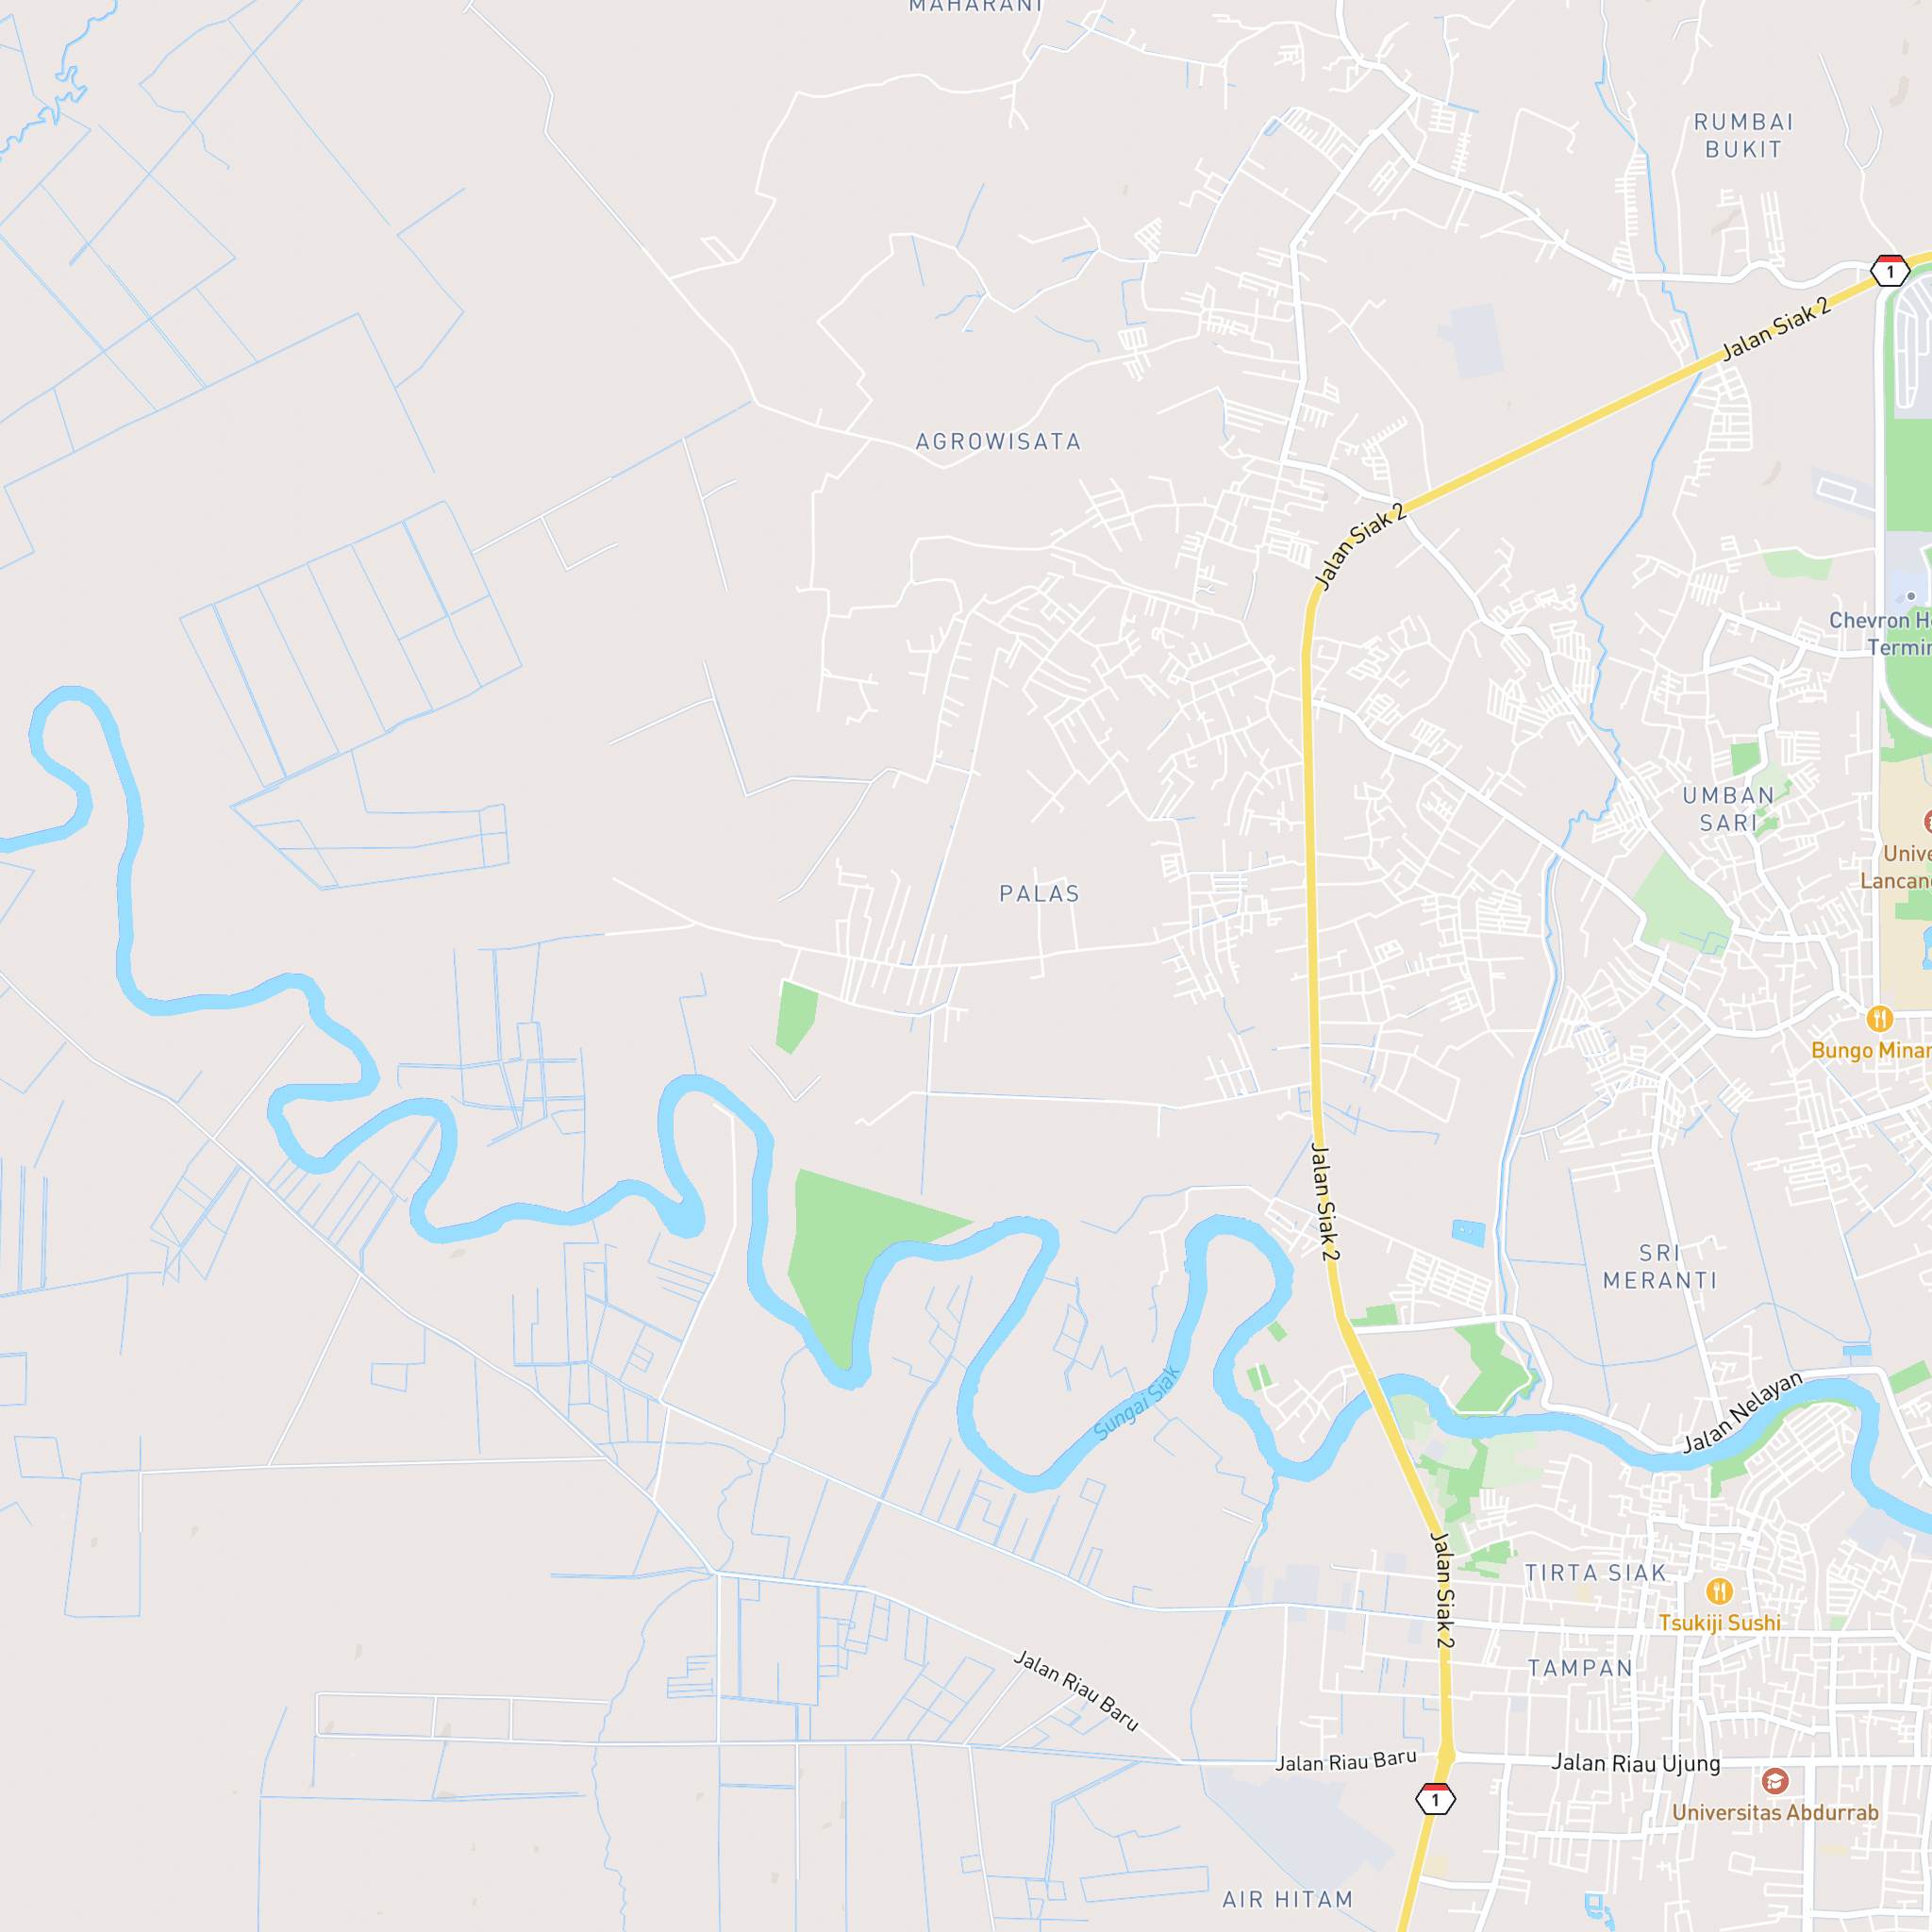 MAHARANI
RUMBAI
BUKIT
1
Jalan Siak 2
AGROWISATA
Jalan Siak 2
Chevron H
Termin
UMBAN
SARI
Unive
Lancan
PALAS
Bungo Minan
Jalan Siak 2
SRI
MERANTI
Sungai Siak
Jalan Nelayan
Jalan Siak 2
TIRTA SIAK
Tsukiji Sushi
TAMPAN
Jalan Riau Baru
Jalan Riau Baru
Jalan Riau Ujung
1
Universitas Abdurrab
AIR HITAM